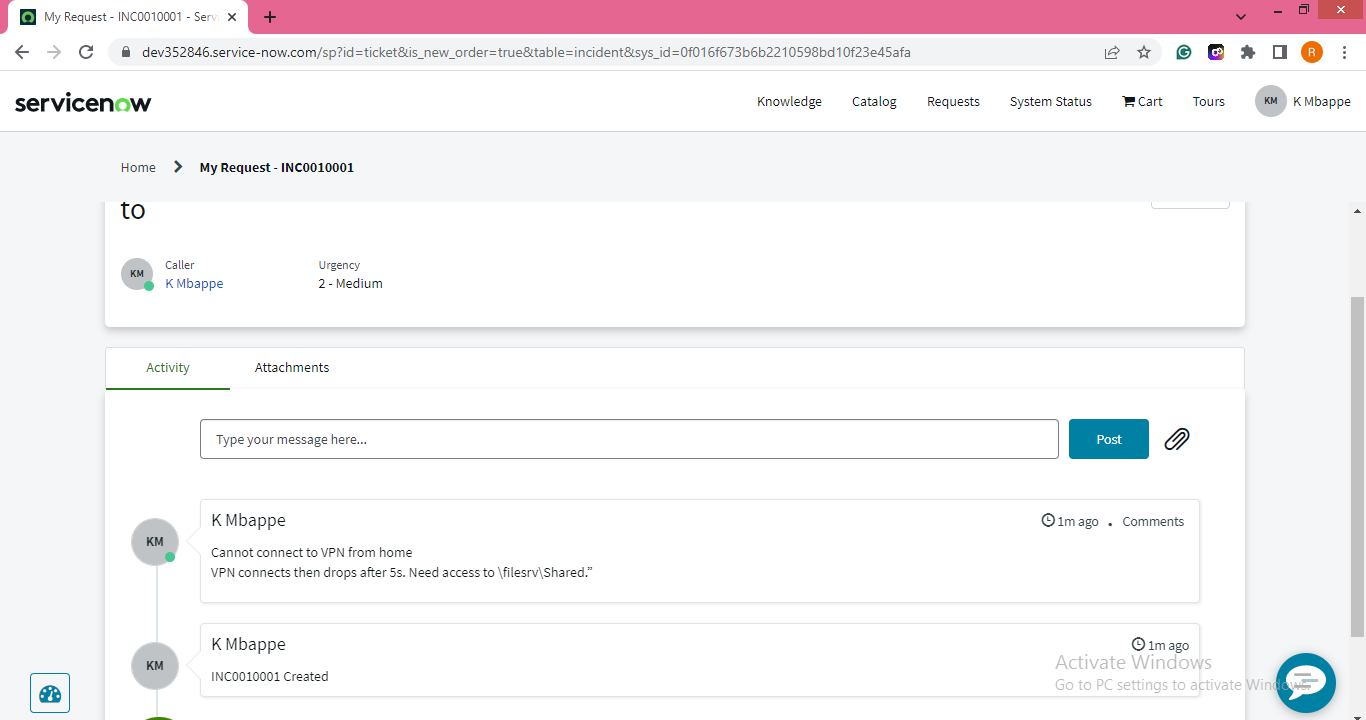 My Request - INC0010001 - Serv
dev352846.service-now.com/sp?id=ticket&is_new_order=true&table=incident&sys_id=0f016f673b6b2210598bd10f23e45afa
R
servicenow
Knowledge Catalog Requests System Status Cart Tours KM K Mbappe
Home My Request - INC0010001
to
KM
Caller
K Mbappe
Urgency
2 - Medium
Activity Attachments
Type your message here...
Post
KM
K Mbappe
1m ago . Comments
Cannot connect to VPN from home
VPN connects then drops after 5s. Need access to \filesrv\Shared.”
KM
K Mbappe
1m ago
INC0010001 Created
Activate Windows
Go to PC settings to activate Windows.